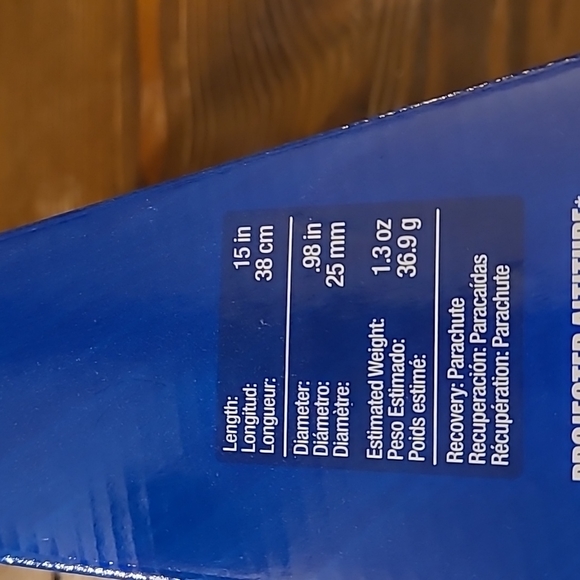 Length: 15 in
Longitud: 38 cm
Longueur:
Diameter: .98 in
Diámetro: 25 mm
Diamètre:
Estimated Weight: 1.3 oz
Peso Estimado: 36.9 g
Poids estimé:
Recovery: Parachute
Recuperación: Paracaídas
Récupération: Parachute